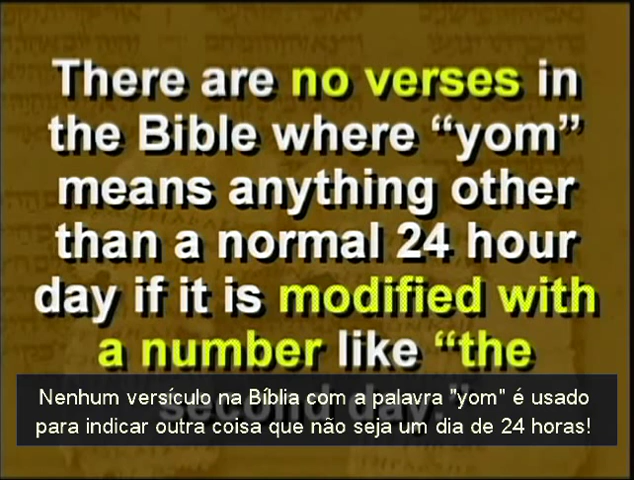 There are no verses in
the Bible where “yom”
means anything other
than a normal 24 hour
day if it is modified with
a number like “the
second day.”
Nenhum versículo na Bíblia com a palavra "yom" é usado
para indicar outra coisa que não seja um dia de 24 horas!